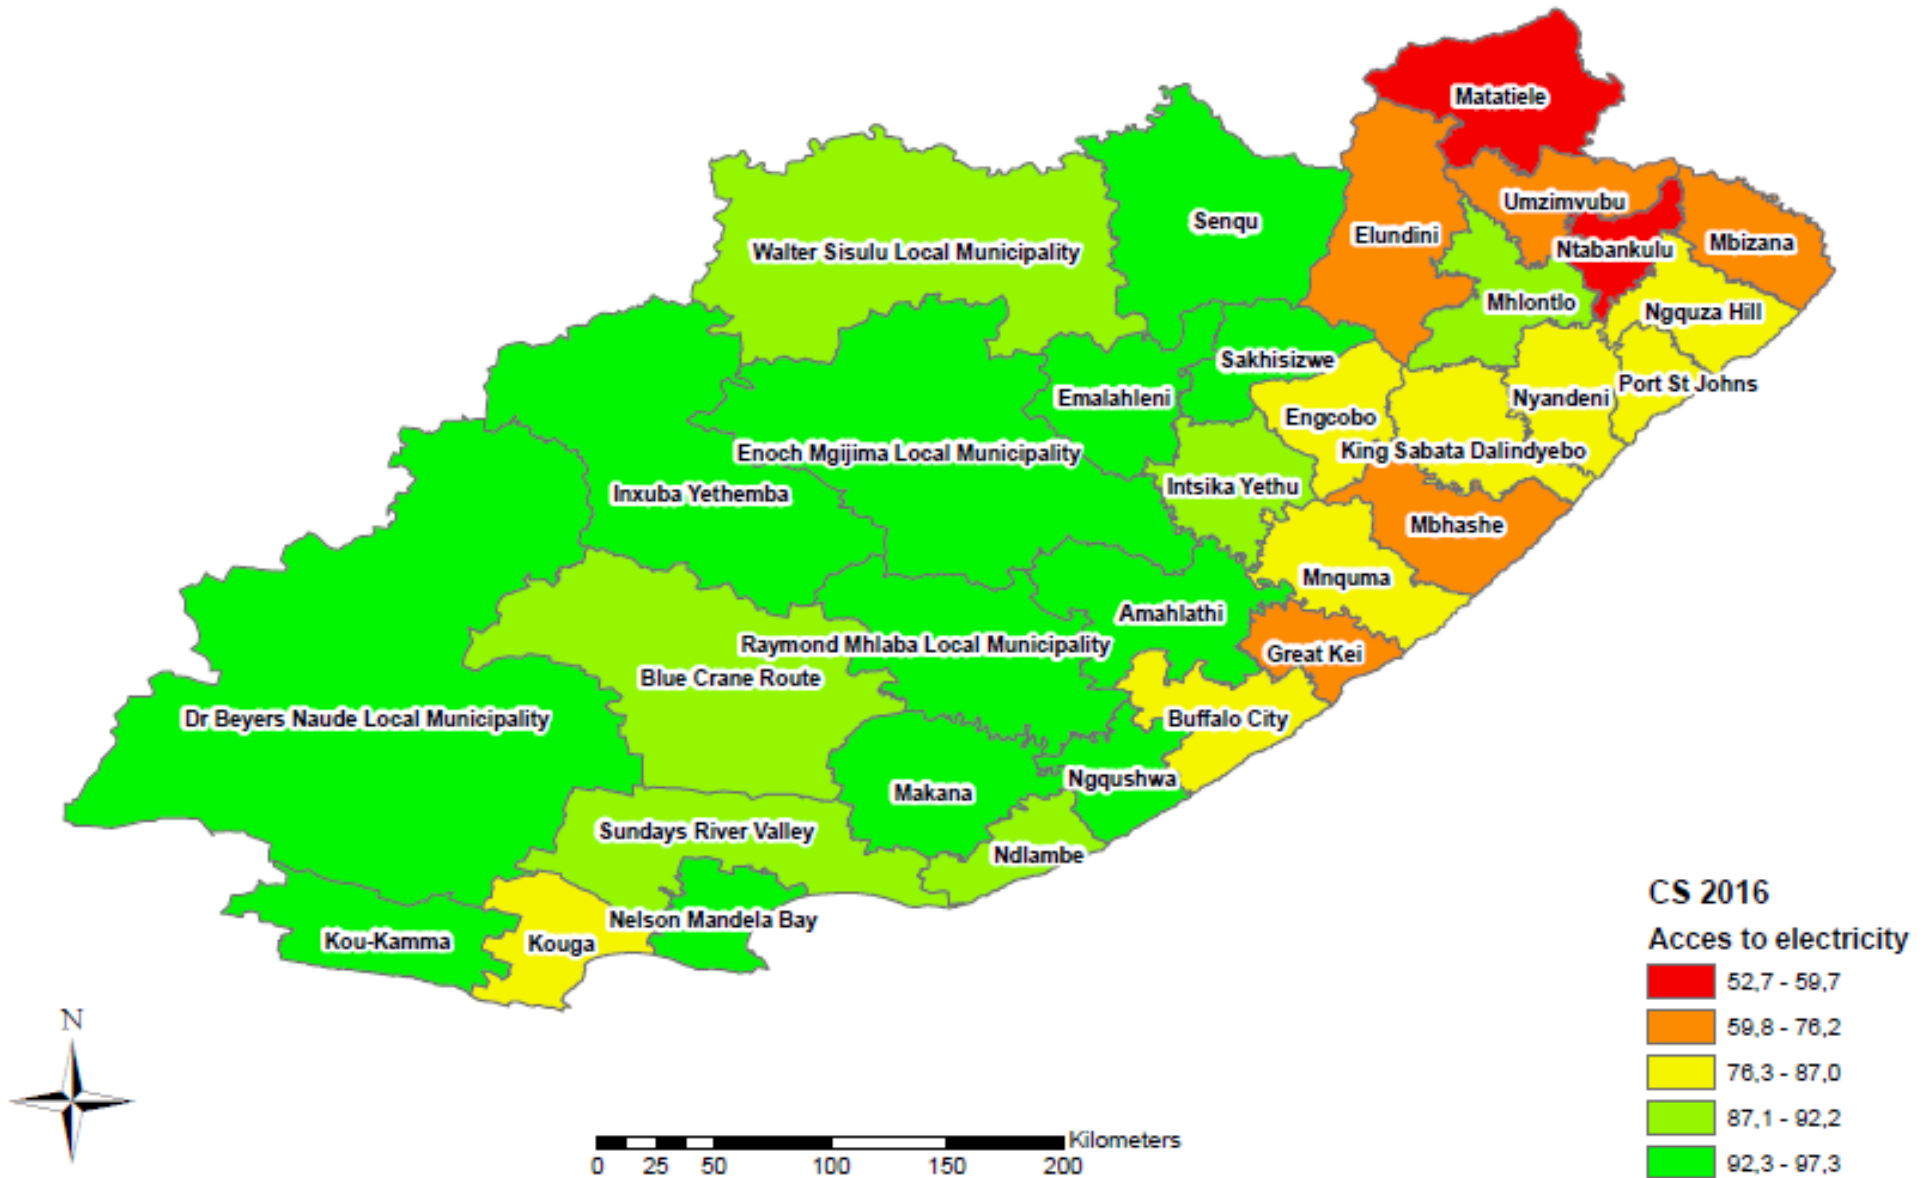 Matatiele
Umzimvubu
Senqu
Elundini
Ntabankulu
Mbizana
Walter Sisulu Local Municipality
Mhlontlo
Ngquza Hill
Sakhisizwe
Port St Johns
Emalahleni
Nyandeni
Engcobo
Enoch Mgijima Local Municipality
King Sabata Dalindyebo
Inxuba Yethemba
Intsika Yethu
Mbhashe
Mnquma
Amahlathi
Raymond Mhlaba Local Municipality
Great Kei
Blue Crane Route
Dr Beyers Naude Local Municipality
Buffalo City
Ngqushwa
Makana
Sundays River Valley
Ndlambe
Nelson Mandela Bay
Kou-Kamma
Kouga
CS 2016
Acces to electricity
52,7 - 59,7
59,8 - 76,2
76,3 - 87,0
87,1 - 92,2
92,3 - 97,3
N
Kilometers
0 25 50 100 150 200